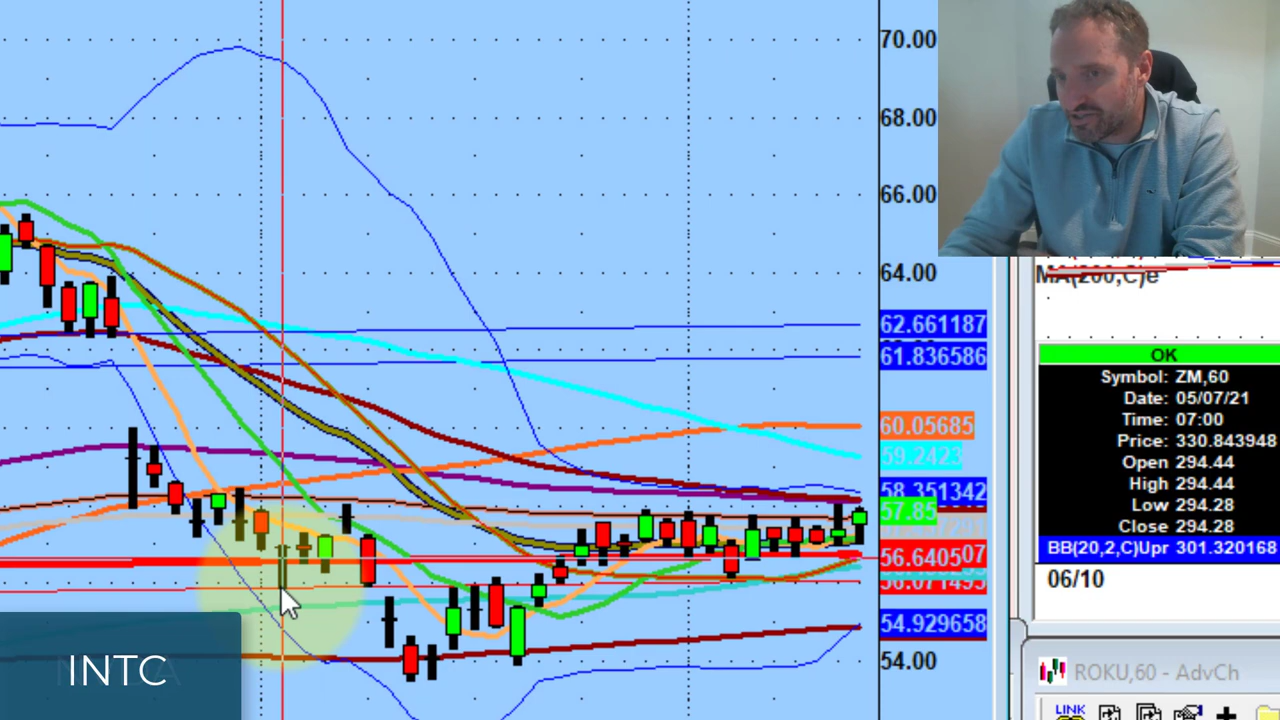 70.00
68.00
66.00
64.00
62.661187
61.836586
60.05685
59.2423
58.351342
57.85
56.640507
54.929658
54.00
INTC
MA(200,C)e
OK
Symbol: ZM,60
Date: 05/07/21
Time: 07:00
Price: 330.843948
Open 294.44
High 294.44
Low 294.28
Close 294.28
BB(20,2,C)Upr 301.320168
06/10
ROKU,60 - AdvCh
LINK